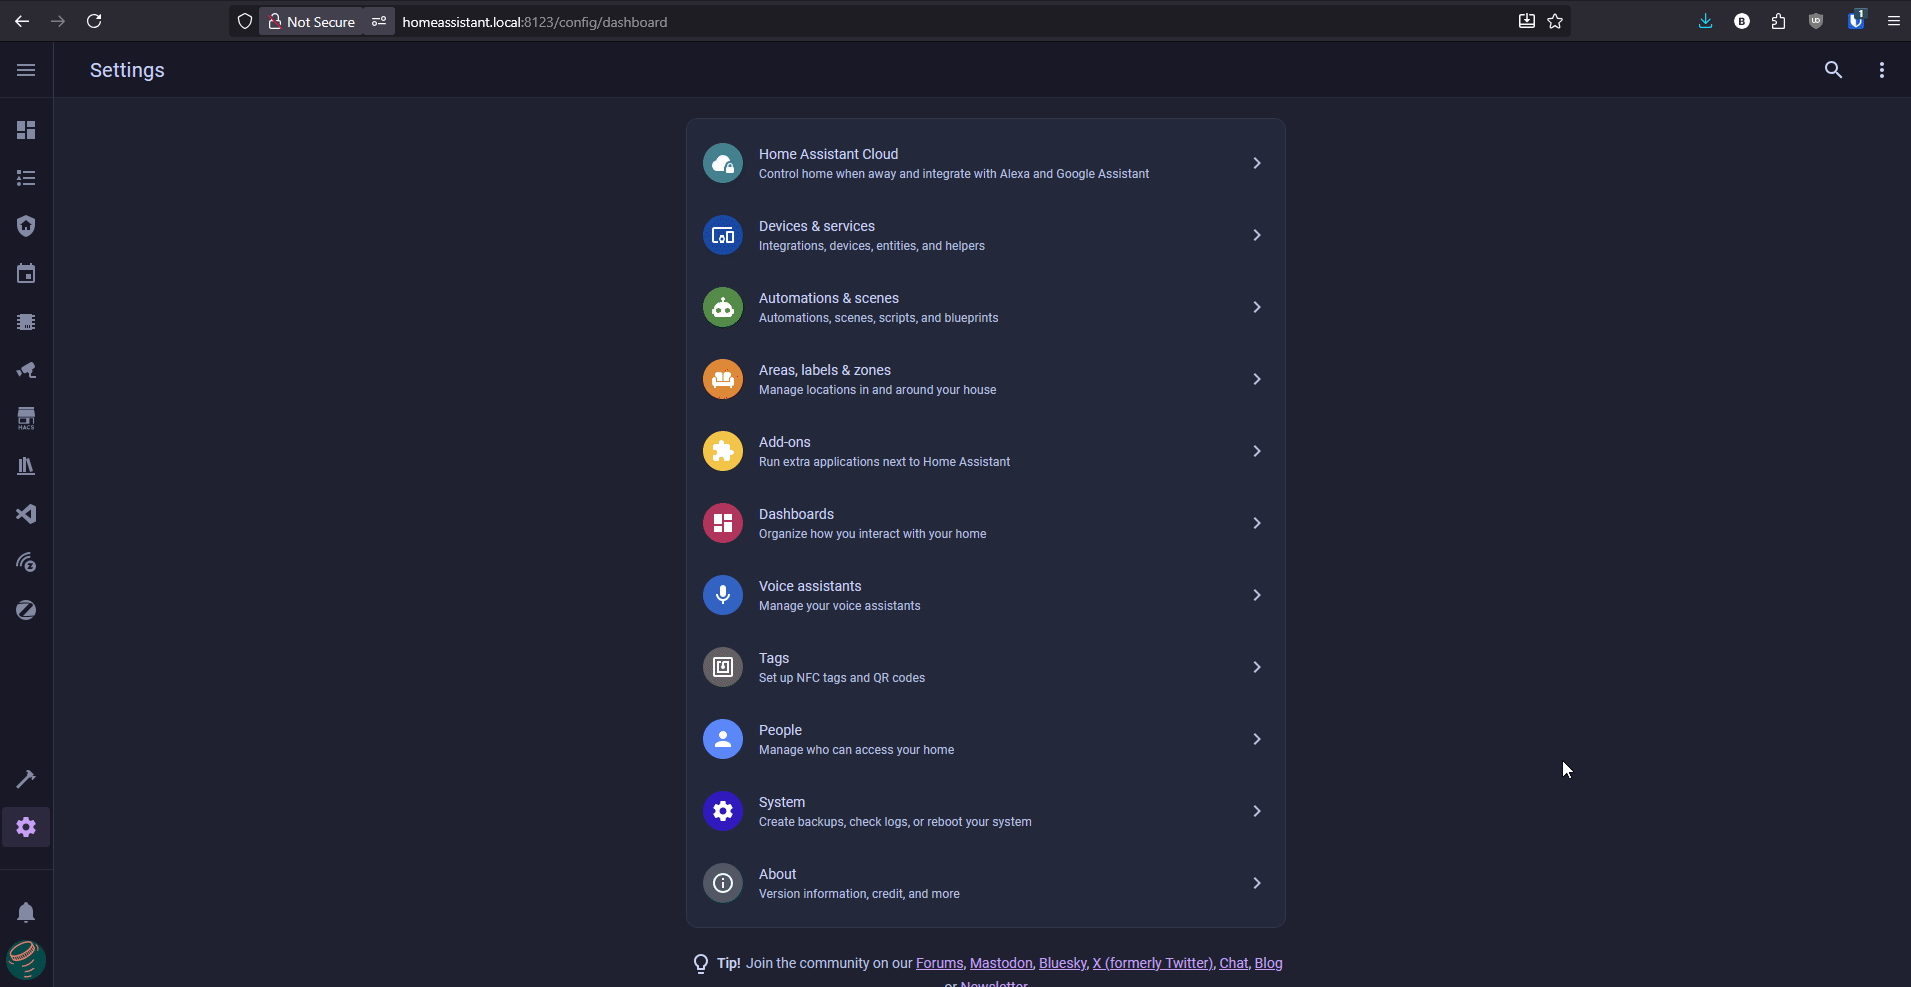 Not Secure
homeassistant.local:8123/config/dashboard
B
UD
1
Settings
HACS
Home Assistant Cloud
Control home when away and integrate with Alexa and Google Assistant
Devices & services
Integrations, devices, entities, and helpers
Automations & scenes
Automations, scenes, scripts, and blueprints
Areas, labels & zones
Manage locations in and around your house
Add-ons
Run extra applications next to Home Assistant
Dashboards
Organize how you interact with your home
Voice assistants
Manage your voice assistants
Tags
Set up NFC tags and QR codes
People
Manage who can access your home
System
Create backups, check logs, or reboot your system
About
Version information, credit, and more
Tip! Join the community on our Forums, Mastodon, Bluesky, X (formerly Twitter), Chat, Blog
or Newsletter